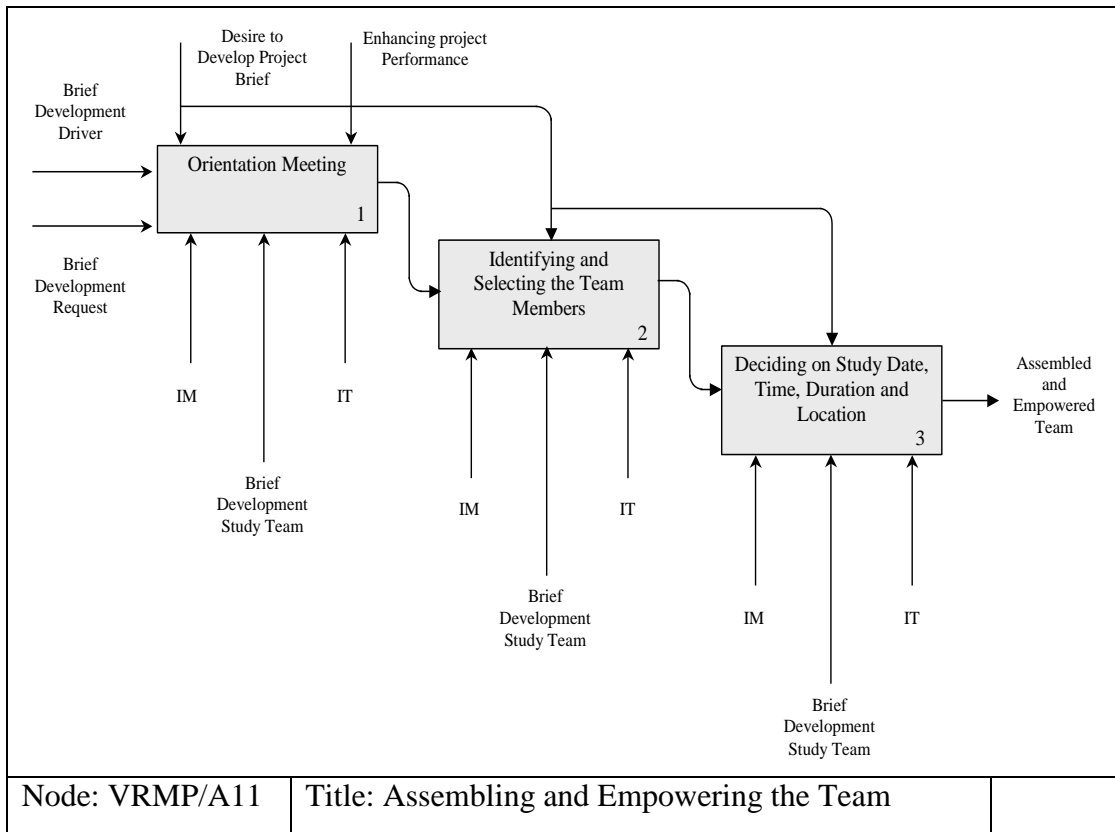 Desire to
Develop Project
Brief
Enhancing project
Performance
Brief
Development
Driver
Orientation Meeting
1
Brief
Development
Request
Identifying and
Selecting the Team
Members
2
Deciding on Study Date,
Time, Duration and
Location
3
Assembled
and
Empowered
Team
IM
IT
Brief
Development
Study Team
IM
IT
Brief
Development
Study Team
IM
IT
Brief
Development
Study Team
Node: VRMP/A11
Title: Assembling and Empowering the Team